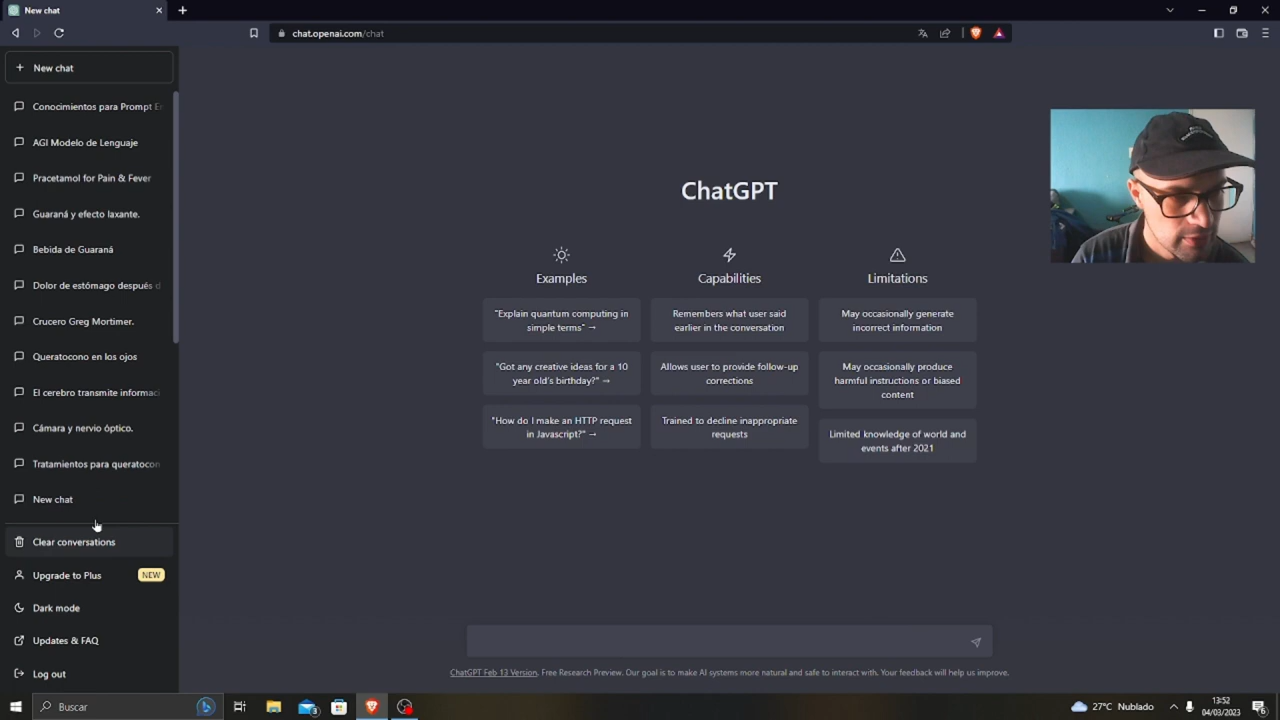 New chat
chat.openai.com/chat
New chat
Conocimientos para Prompt E
AGI Modelo de Lenguaje
Pracetamol for Pain & Fever
Guaraná y efecto laxante.
Bebida de Guaraná
Dolor de estómago después d
Crucero Greg Mortimer.
Queratocono en los ojos
El cerebro transmite informaci
Cámara y nervio óptico.
Tratamientos para queratocon
New chat
Clear conversations
Upgrade to Plus NEW
Dark mode
Updates & FAQ
Log out
ChatGPT
Examples
"Explain quantum computing in
simple terms" →
"Got any creative ideas for a 10
year old's birthday?" →
"How do I make an HTTP request
in Javascript?" →
Capabilities
Remembers what user said
earlier in the conversation
Allows user to provide follow-up
corrections
Trained to decline inappropriate
requests
Limitations
May occasionally generate
incorrect information
May occasionally produce
harmful instructions or biased
content
Limited knowledge of world and
events after 2021
ChatGPT Feb 13 Version. Free Research Preview. Our goal is to make AI systems more natural and safe to interact with. Your feedback will help us improve.
Buscar
3
27°C Nublado
13:52
04/03/2023
6